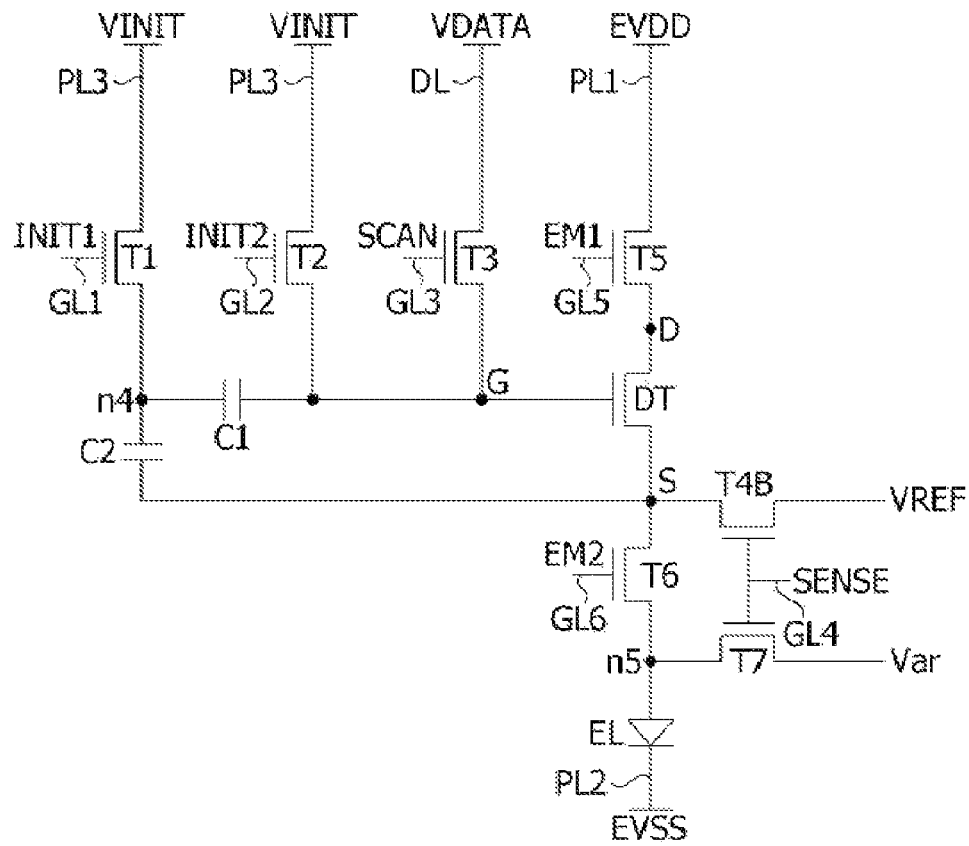 VINIT VINIT VDATA EVDD
PL3 PL3 DL PL1
INIT1 INIT2 SCAN EM1
T1 T2 T3 T5
GL1 GL2 GL3 GL5
D
n4 G DT
C1
C2
S T4B
VREF
EM2
T6 SENSE
GL6 GL4
n5 T7 Var
EL
PL2
EVSS